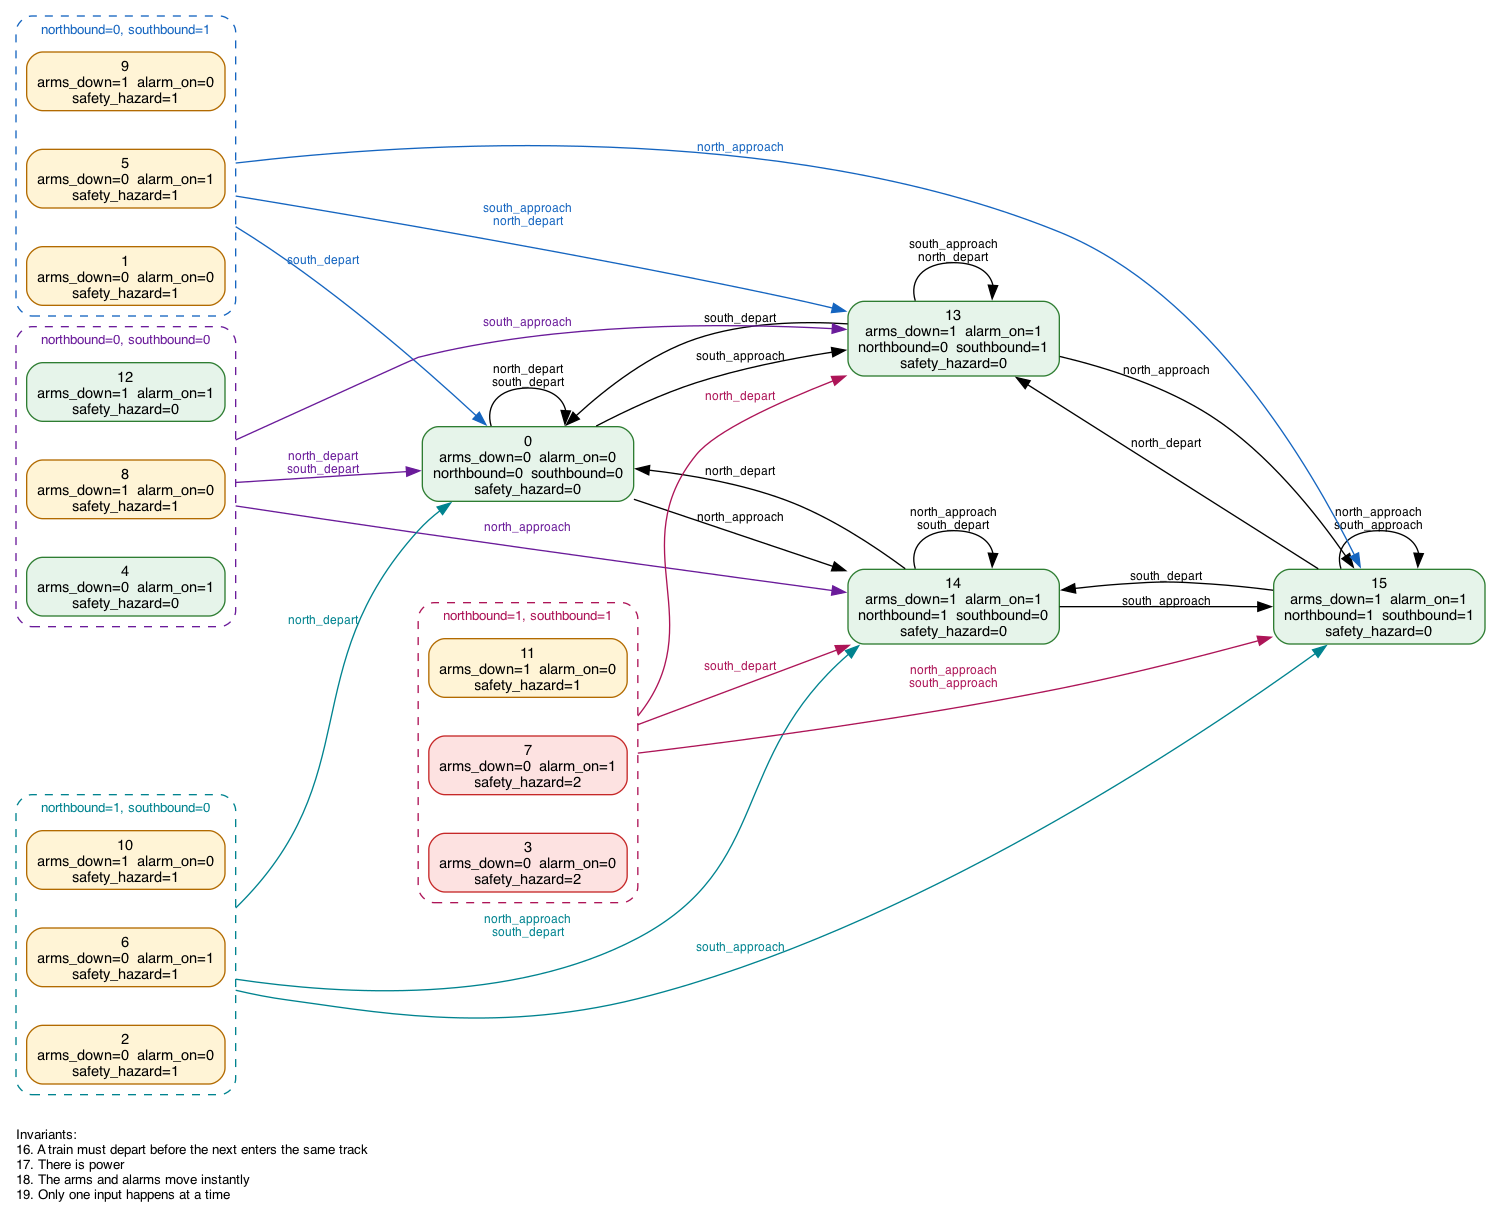 northbound=0, southbound=1
9
arms_down=1 alarm_on=0
safety_hazard=1
5
arms_down=0 alarm_on=1
safety_hazard=1
1
arms_down=0 alarm_on=0
safety_hazard=1
northbound=0, southbound=0
12
arms_down=1 alarm_on=1
safety_hazard=0
8
arms_down=1 alarm_on=0
safety_hazard=1
4
arms_down=0 alarm_on=1
safety_hazard=0
northbound=1, southbound=0
10
arms_down=1 alarm_on=0
safety_hazard=1
6
arms_down=0 alarm_on=1
safety_hazard=1
2
arms_down=0 alarm_on=0
safety_hazard=1
south_depart
north_depart
south_depart
north_depart
north_approach
south_approach
north_depart
south_approach
north_depart
south_depart
0
arms_down=0 alarm_on=0
northbound=0 southbound=0
safety_hazard=0
north_approach
northbound=1, southbound=1
11
arms_down=1 alarm_on=0
safety_hazard=1
7
arms_down=0 alarm_on=1
safety_hazard=2
3
arms_down=0 alarm_on=0
safety_hazard=2
north_approach
south_depart
south_depart
south_approach
north_depart
north_depart
north_approach
south_depart
south_approach
south_approach
north_depart
13
arms_down=1 alarm_on=1
northbound=0 southbound=1
safety_hazard=0
north_approach
south_depart
14
arms_down=1 alarm_on=1
northbound=1 southbound=0
safety_hazard=0
north_approach
south_approach
north_approach
north_depart
south_depart
south_approach
north_approach
south_approach
15
arms_down=1 alarm_on=1
northbound=1 southbound=1
safety_hazard=0
Invariants:
16. A train must depart before the next enters the same track
17. There is power
18. The arms and alarms move instantly
19. Only one input happens at a time